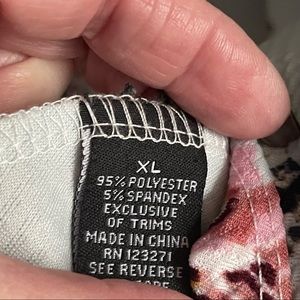 XL
95% POLYESTER
5% SPANDEX
EXCLUSIVE
OF TRIMS
MADE IN CHINA
RN 123271
SEE REVERSE